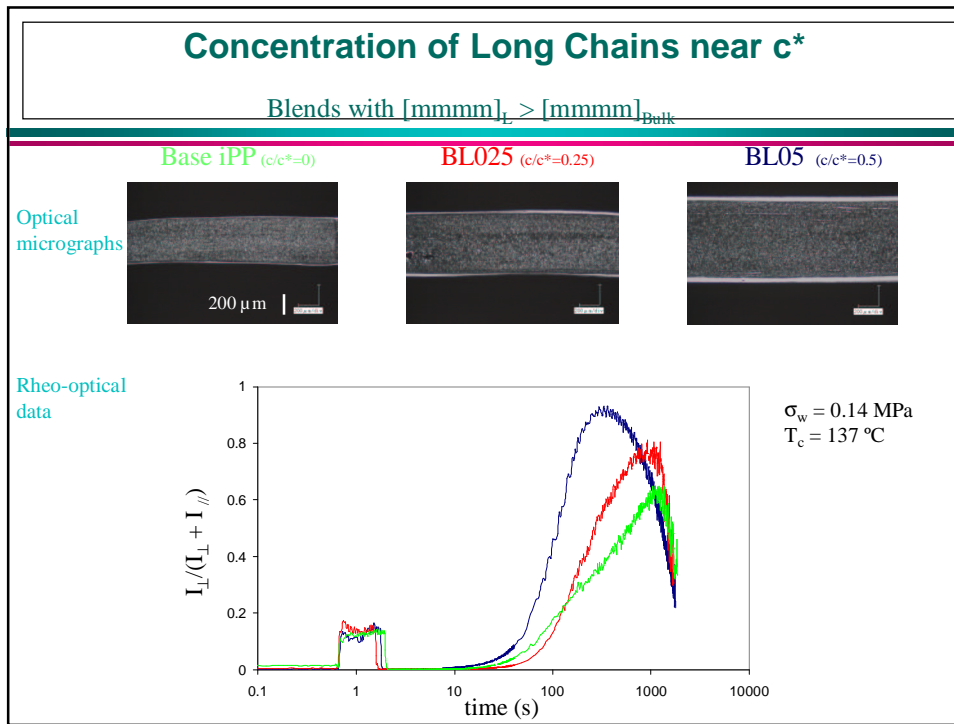 Concentration of Long Chains near c*
Blends with [mmmm]L > [mmmm]Bulk
Base iPP (c/c*=0)
BL025 (c/c*=0.25)
BL05 (c/c*=0.5)
Optical
micrographs
200 µm
Rheo-optical
data
1
0.8
0.6
0.4
0.2
0
I⊥/(I⊥ + I//)
0.1 1 10 100 1000 10000
time (s)
σw = 0.14 MPa
Tc = 137 ºC